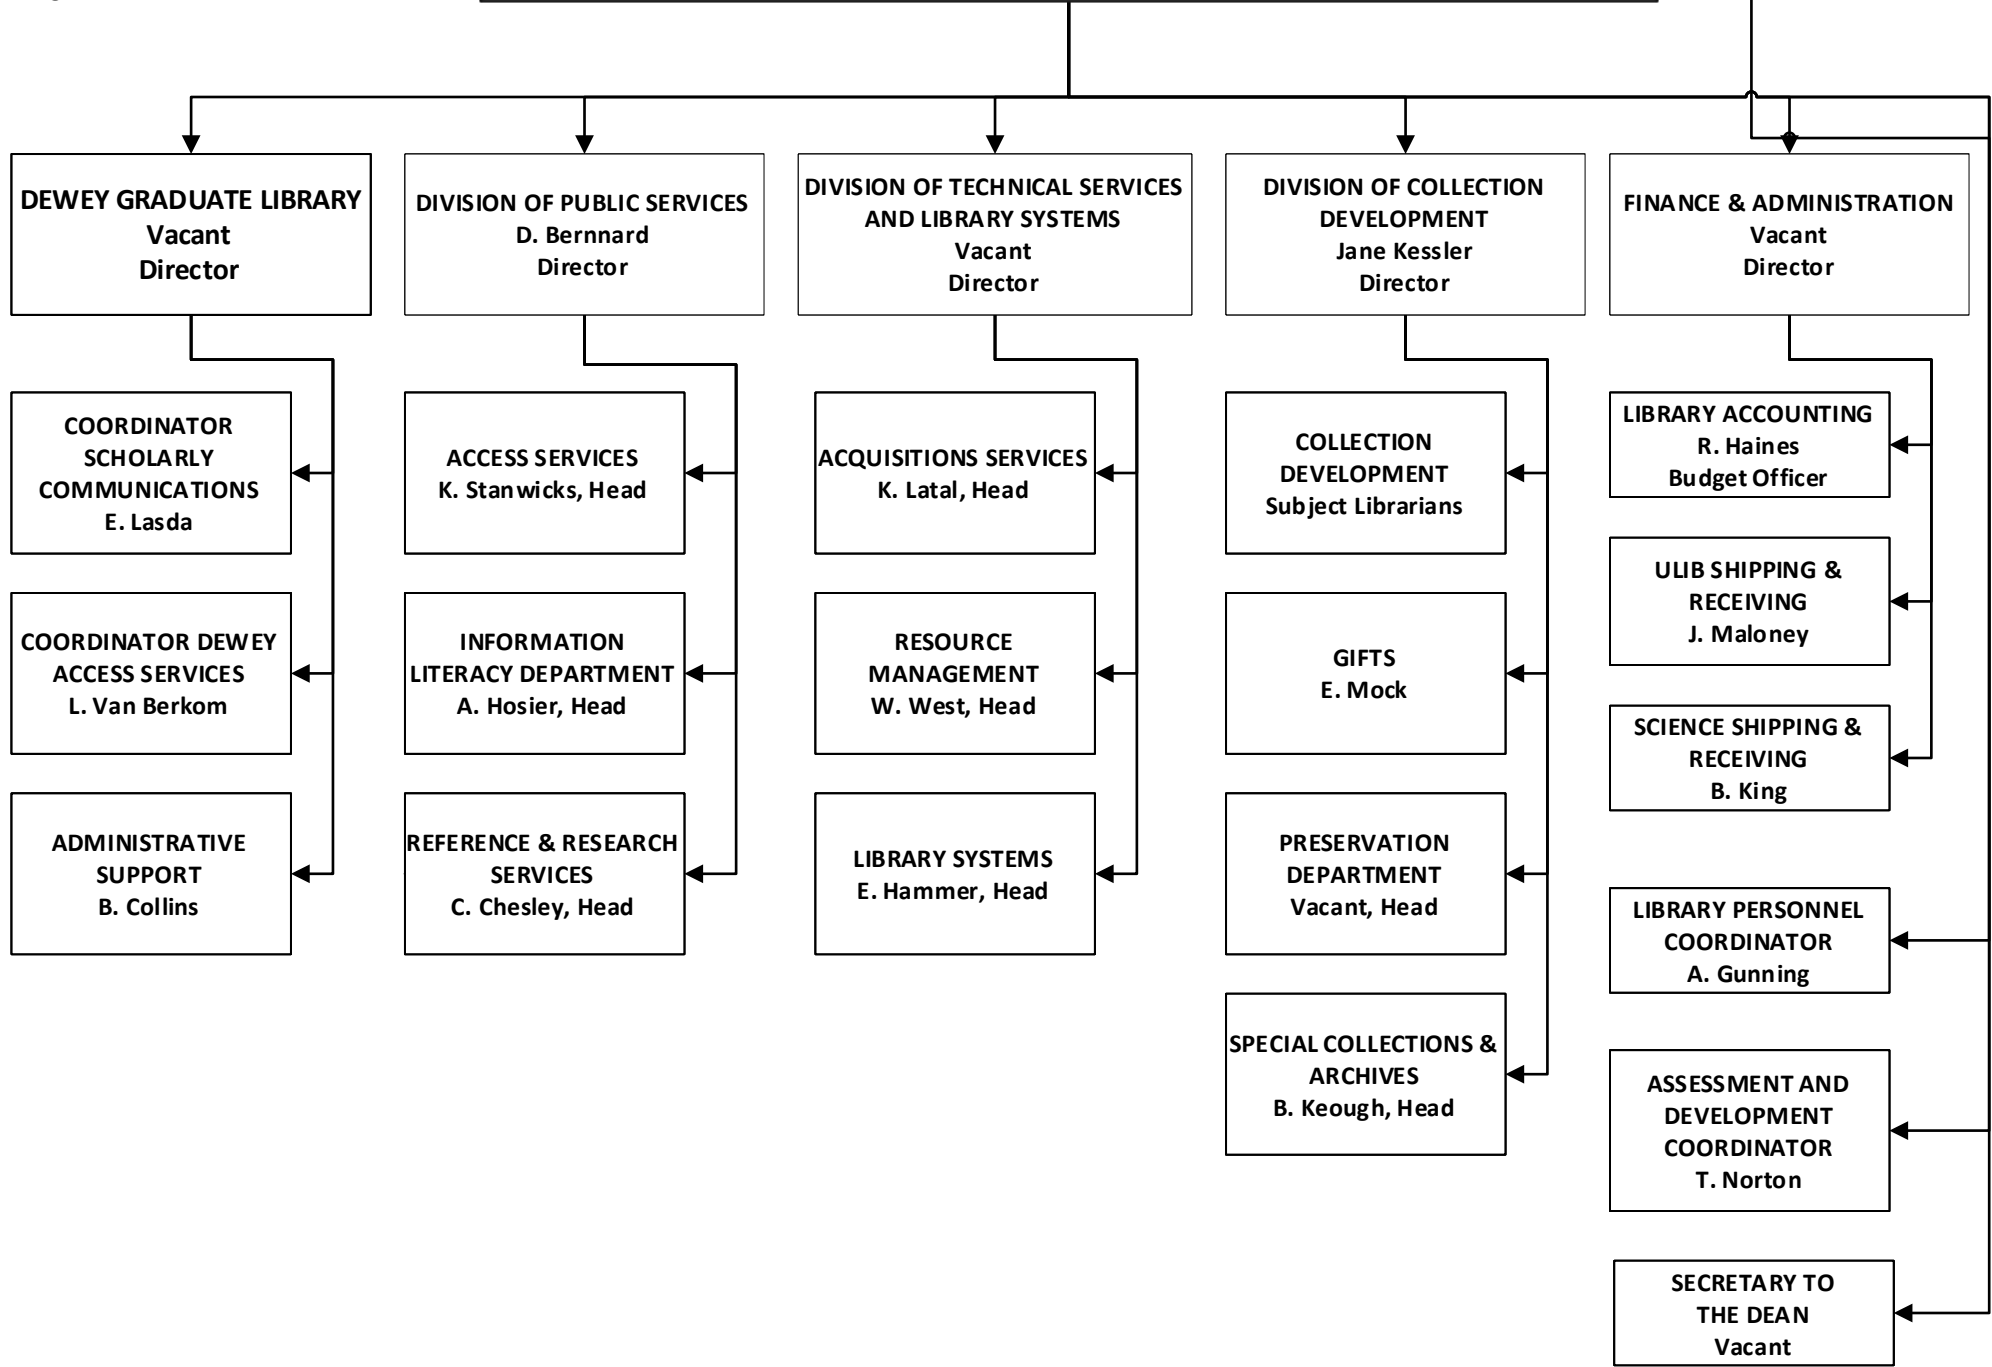 DEWEY GRADUATE LIBRARY
Vacant
Director
DIVISION OF PUBLIC SERVICES
D. Bernnard
Director
DIVISION OF TECHNICAL SERVICES
AND LIBRARY SYSTEMS
Vacant
Director
DIVISION OF COLLECTION
DEVELOPMENT
Jane Kessler
Director
FINANCE & ADMINISTRATION
Vacant
Director
COORDINATOR
SCHOLARLY
COMMUNICATIONS
E. Lasda
COORDINATOR DEWEY
ACCESS SERVICES
L. Van Berkom
ADMINISTRATIVE
SUPPORT
B. Collins
ACCESS SERVICES
K. Stanwicks, Head
INFORMATION
LITERACY DEPARTMENT
A. Hosier, Head
REFERENCE & RESEARCH
SERVICES
C. Chesley, Head
ACQUISITIONS SERVICES
K. Latal, Head
RESOURCE
MANAGEMENT
W. West, Head
LIBRARY SYSTEMS
E. Hammer, Head
COLLECTION
DEVELOPMENT
Subject Librarians
GIFTS
E. Mock
PRESERVATION
DEPARTMENT
Vacant, Head
SPECIAL COLLECTIONS &
ARCHIVES
B. Keough, Head
LIBRARY ACCOUNTING
R. Haines
Budget Officer
ULIB SHIPPING &
RECEIVING
J. Maloney
SCIENCE SHIPPING &
RECEIVING
B. King
LIBRARY PERSONNEL
COORDINATOR
A. Gunning
ASSESSMENT AND
DEVELOPMENT
COORDINATOR
T. Norton
SECRETARY TO
THE DEAN
Vacant